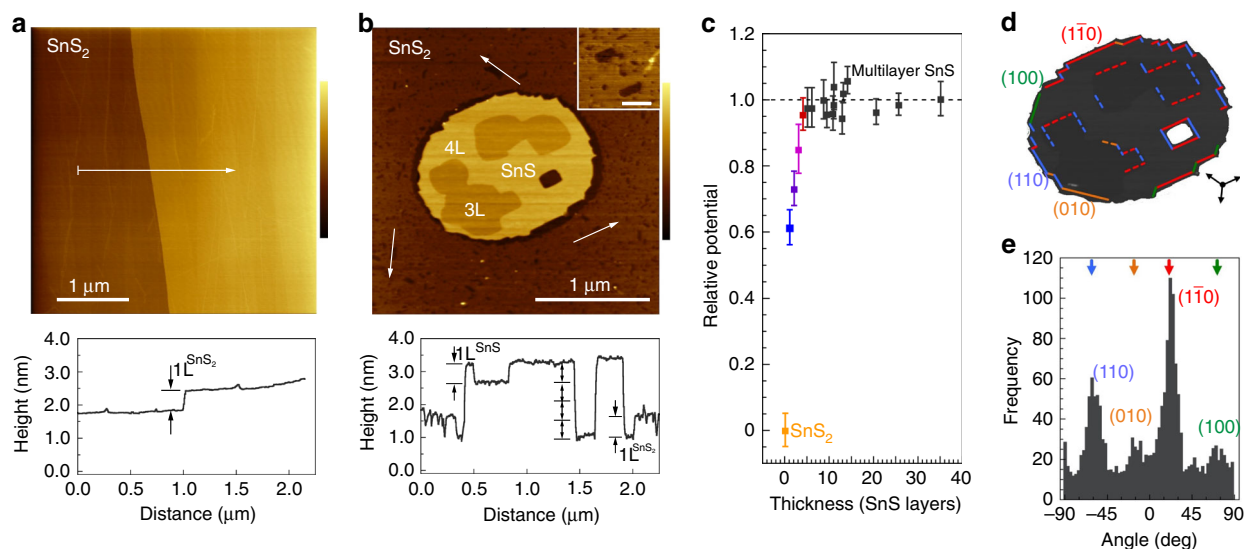 a
SnS2
1 μm
4.0
3.0
2.0
1.0
0.0
Height (nm)
1L^SnS2
0.0 0.5 1.0 1.5 2.0
Distance (μm)
b
SnS2
4L
SnS
3L
1 μm
4.0
3.0
2.0
1.0
0.0
Height (nm)
1L^SnS
1L^SnS2
0.0 0.5 1.0 1.5 2.0
Distance (μm)
c
1.2
1.0
0.8
0.6
0.4
0.2
0
Relative potential
Multilayer SnS
SnS2
0 10 20 30 40
Thickness (SnS layers)
d
(11̄0)
(100)
(110)
(010)
e
120
100
80
60
40
20
0
Frequency
(11̄0)
(110)
(010)
(100)
−90 −45 0 45 90
Angle (deg)